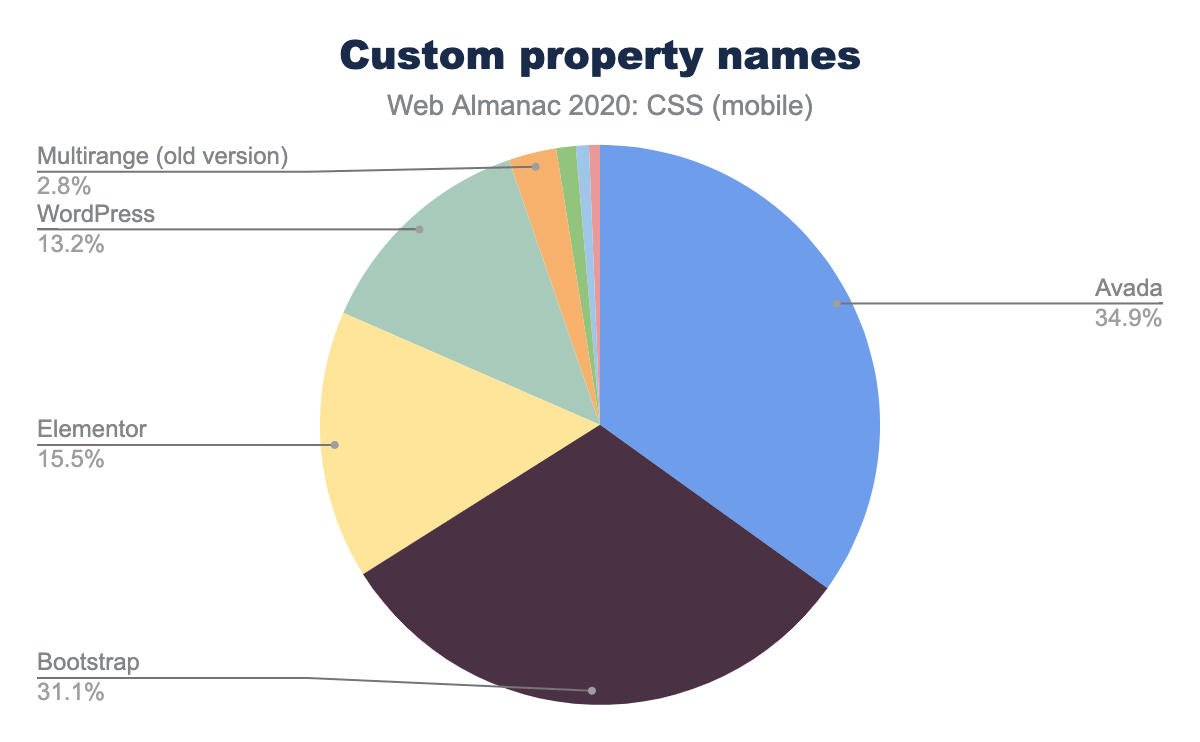 Custom property names
Web Almanac 2020: CSS (mobile)
Multirange (old version)
2.8%
WordPress
13.2%
Avada
34.9%
Elementor
15.5%
Bootstrap
31.1%